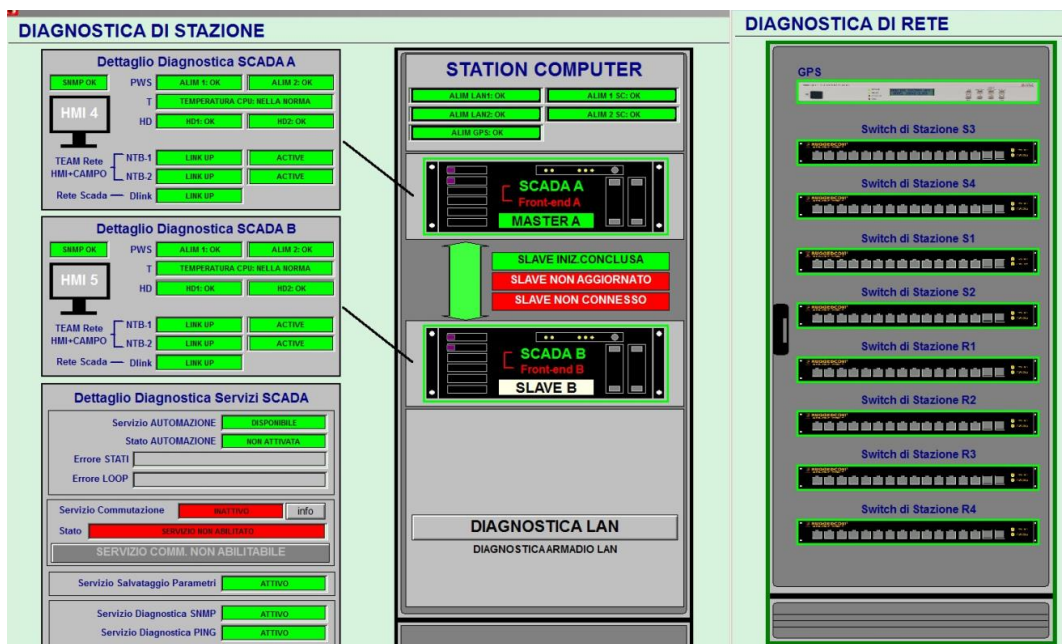 DIAGNOSTICA DI STAZIONE
Dettaglio Diagnostica SCADA A
SNMP OK PWS ALIM 1: OK ALIM 2: OK
HMI 4
T TEMPERATURA CPU: NELLA NORMA
HD HD1: OK HD2: OK
TEAM Rete
HMI+CAMPO
NTB-1 LINK UP ACTIVE
NTB-2 LINK UP ACTIVE
Rete Scada Dlink LINK UP
Dettaglio Diagnostica SCADA B
SNMP OK PWS ALIM 1: OK ALIM 2: OK
HMI 5
T TEMPERATURA CPU: NELLA NORMA
HD HD1: OK HD2: OK
TEAM Rete
HMI+CAMPO
NTB-1 LINK UP ACTIVE
NTB-2 LINK UP ACTIVE
Rete Scada Dlink LINK UP
Dettaglio Diagnostica Servizi SCADA
Servizio AUTOMAZIONE DISPONIBILE
Stato AUTOMAZIONE NON ATTIVATA
Errore STATI
Errore LOOP
Servizio Commutazione INATTIVO info
Stato SERVIZIO NON ABILITATO
SERVIZIO COMM. NON ABILITABILE
Servizio Salvataggio Parametri ATTIVO
Servizio Diagnostica SNMP ATTIVO
Servizio Diagnostica PING ATTIVO
STATION COMPUTER
ALIM LAN1: OK ALIM 1 SC: OK
ALIM LAN2: OK ALIM 2 SC: OK
ALIM GPS: OK
SCADA A
Front-end A
MASTER A
SLAVE INIZ.CONCLUSA
SLAVE NON AGGIORNATO
SLAVE NON CONNESSO
SCADA B
Front-end B
SLAVE B
DIAGNOSTICA LAN
DIAGNOSTICA ARMADIO LAN
DIAGNOSTICA DI RETE
GPS
Switch di Stazione S3
Switch di Stazione S4
Switch di Stazione S1
Switch di Stazione S2
Switch di Stazione R1
Switch di Stazione R2
Switch di Stazione R3
Switch di Stazione R4